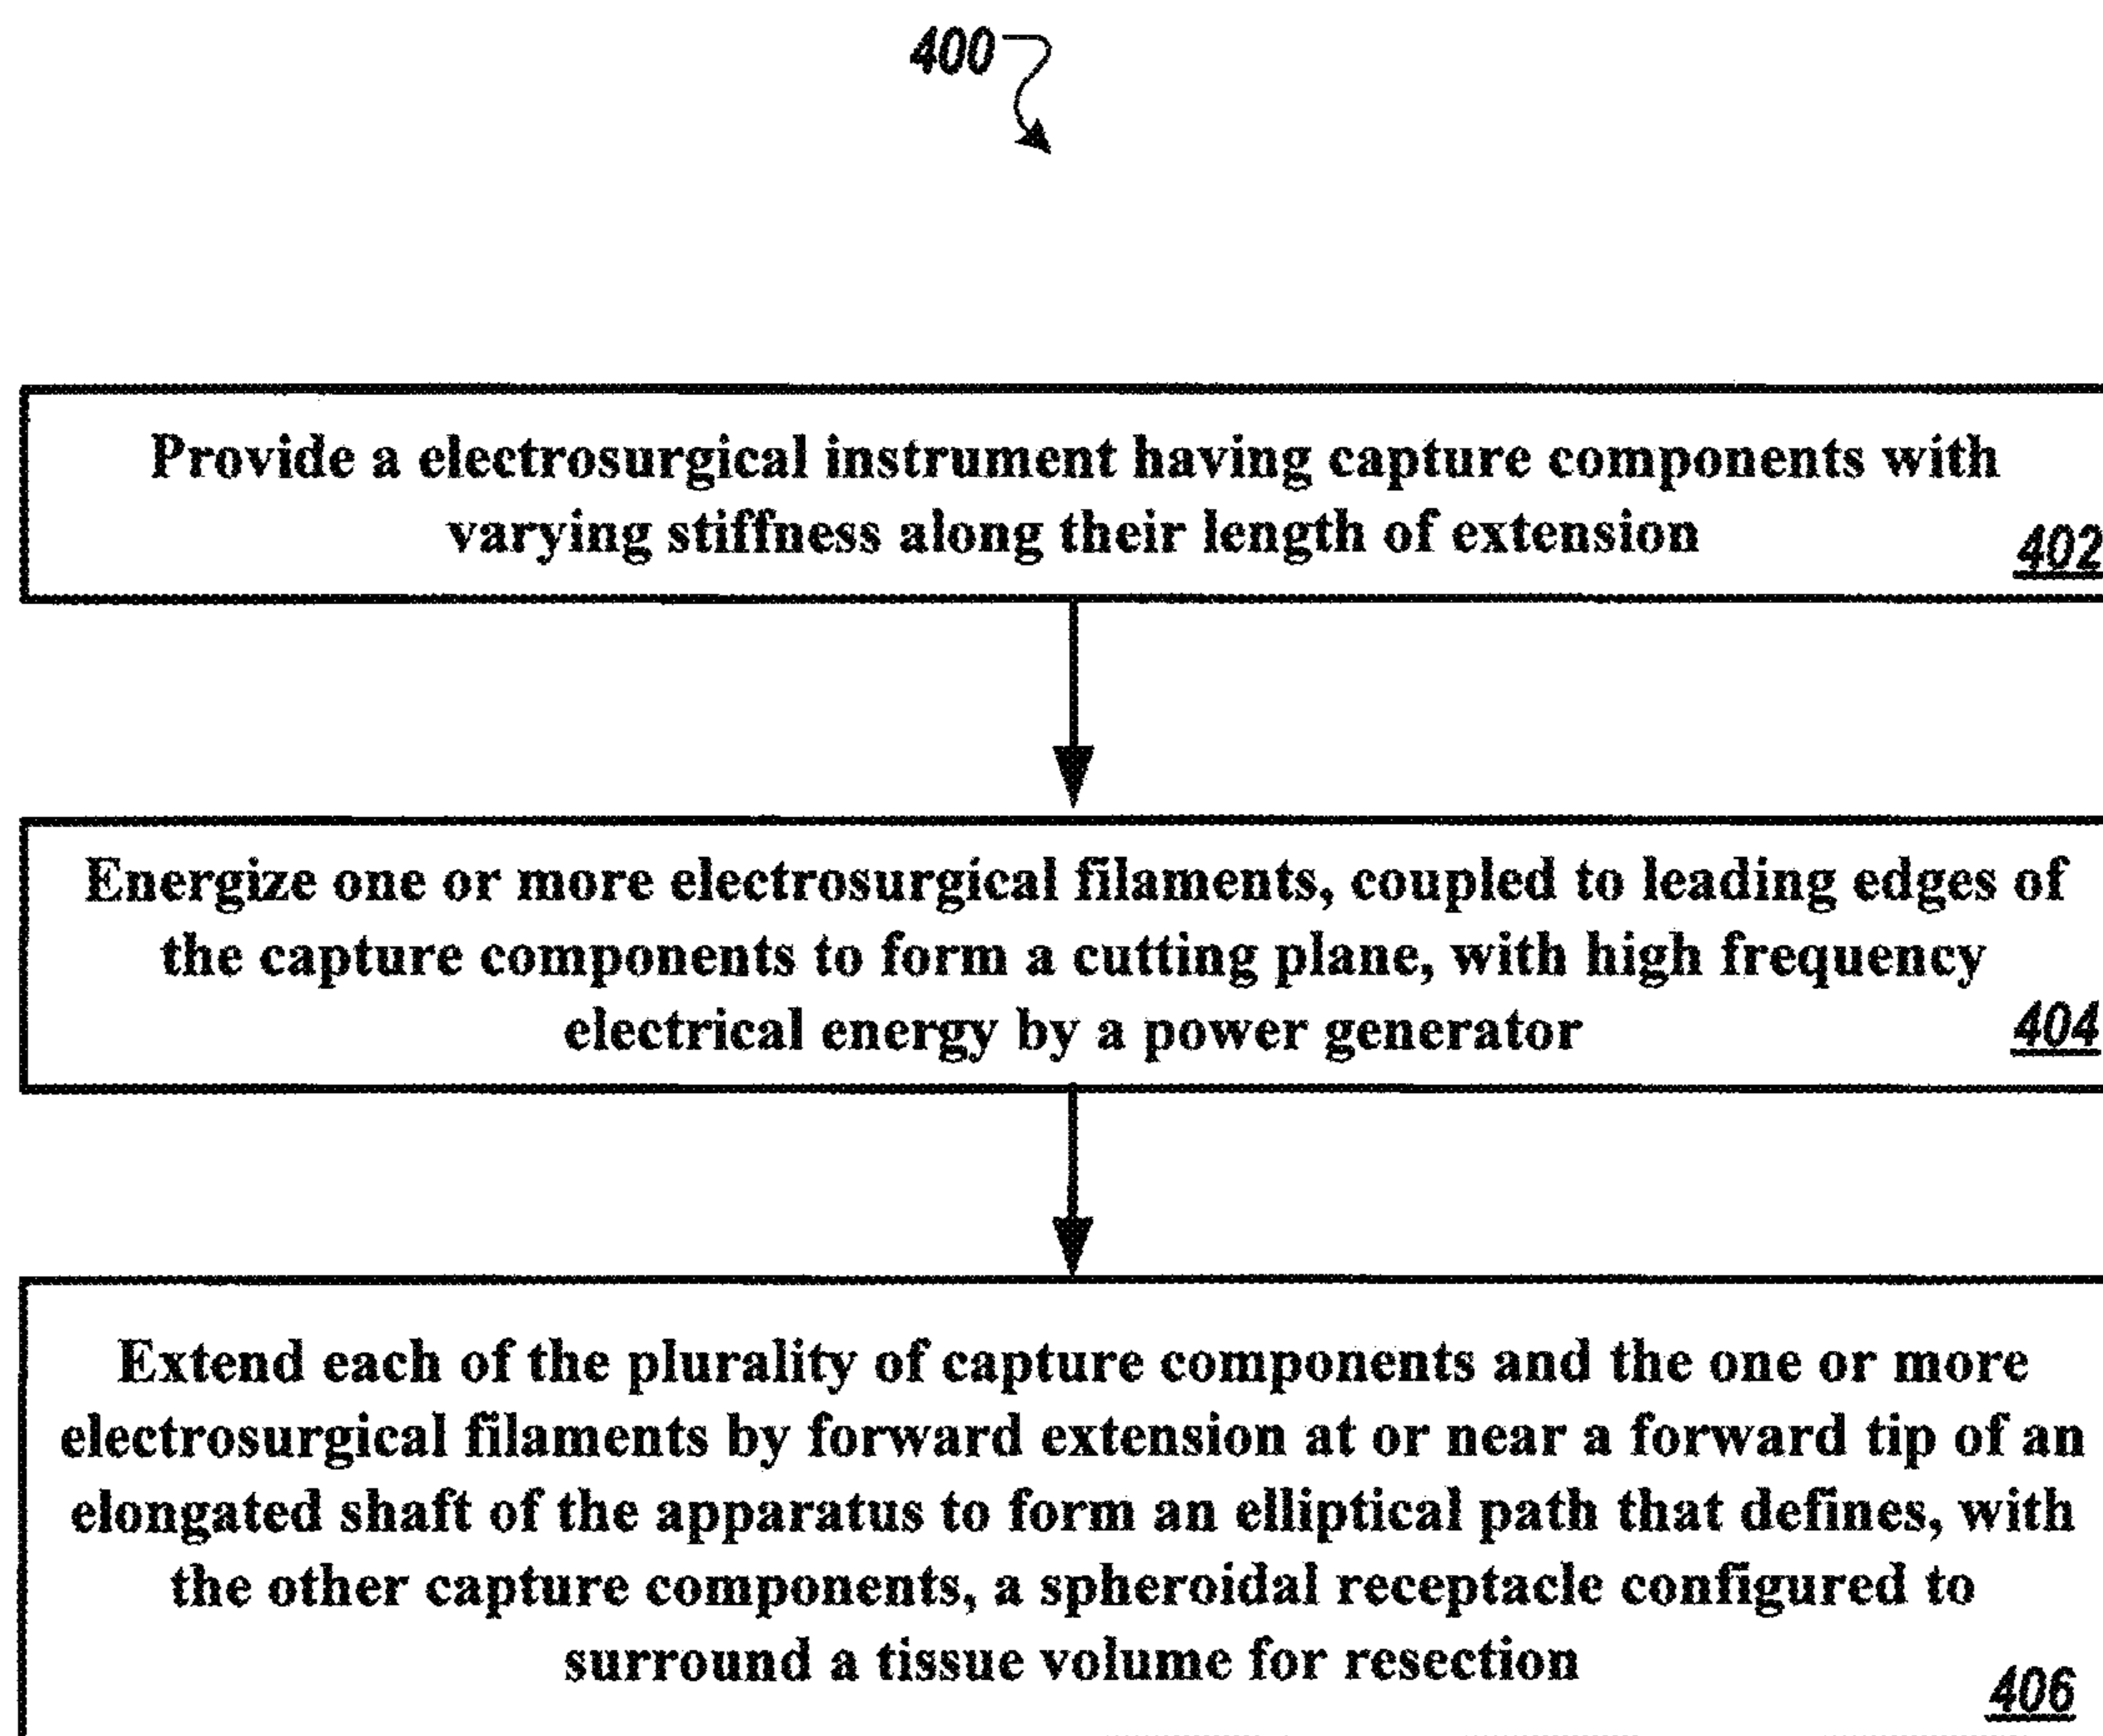 400
Provide a electrosurgical instrument having capture components with
varying stiffness along their length of extension
402
Energize one or more electrosurgical filaments, coupled to leading edges of
the capture components to form a cutting plane, with high frequency
electrical energy by a power generator
404
Extend each of the plurality of capture components and the one or more
electrosurgical filaments by forward extension at or near a forward tip of an
elongated shaft of the apparatus to form an elliptical path that defines, with
the other capture components, a spheroidal receptacle configured to
surround a tissue volume for resection
406